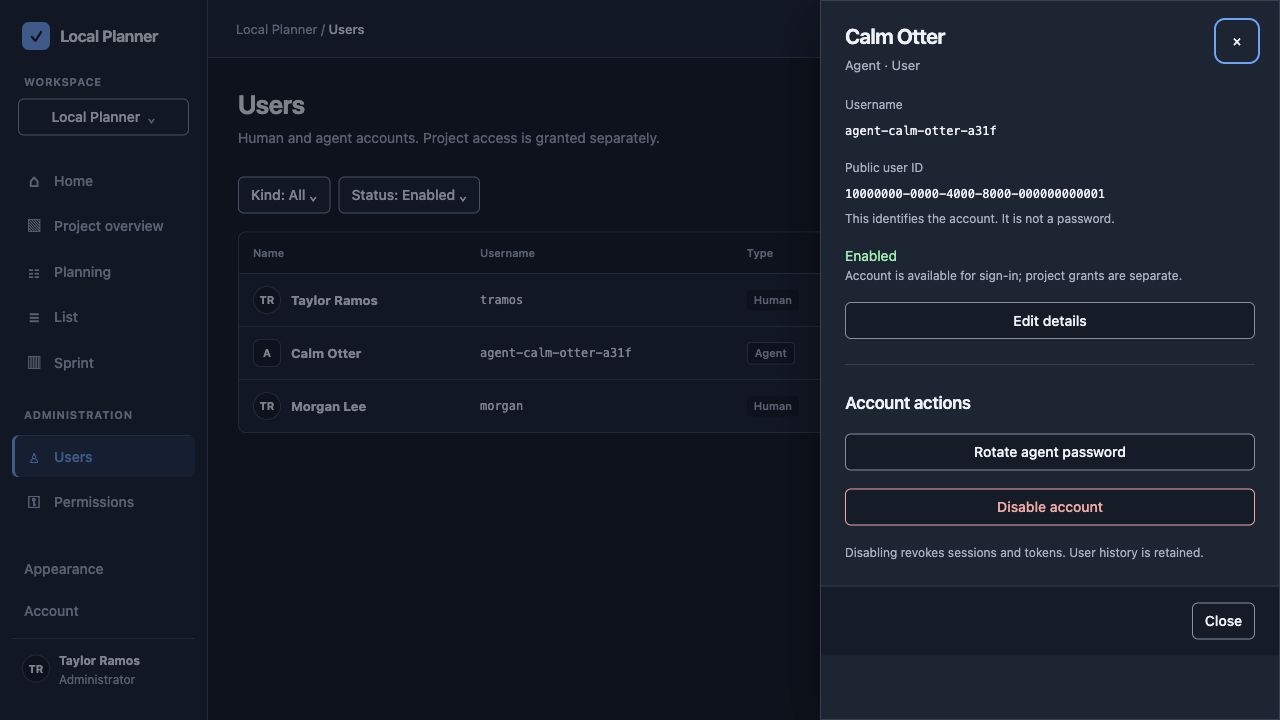 Local Planner
WORKSPACE
Local Planner
Home
Project overview
Planning
List
Sprint
ADMINISTRATION
Users
Permissions
Appearance
Account
TR
Taylor Ramos
Administrator
Local Planner / Users
Users
Human and agent accounts. Project access is granted separately.
Kind: All
Status: Enabled
Name Username Type
TR Taylor Ramos tramos Human
A Calm Otter agent-calm-otter-a31f Agent
TR Morgan Lee morgan Human
Calm Otter
×
Agent · User
Username
agent-calm-otter-a31f
Public user ID
10000000-0000-4000-8000-000000000001
This identifies the account. It is not a password.
Enabled
Account is available for sign-in; project grants are separate.
Edit details
Account actions
Rotate agent password
Disable account
Disabling revokes sessions and tokens. User history is retained.
Close